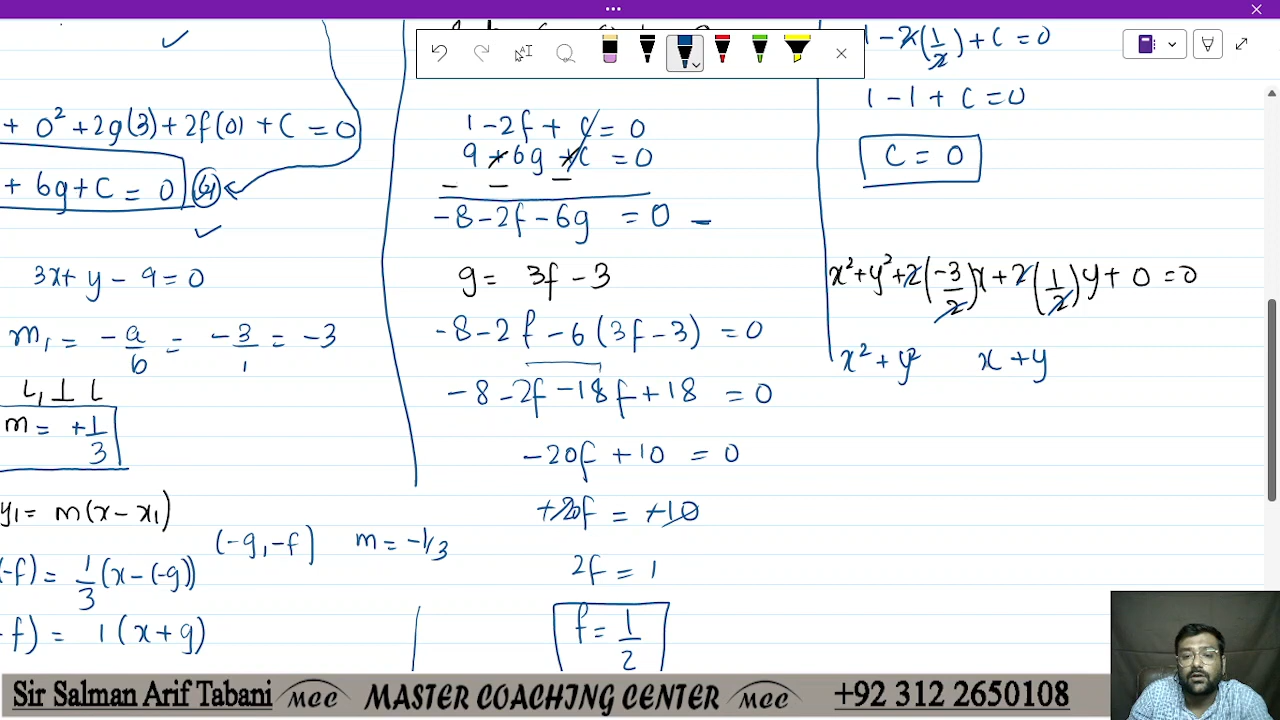 + 0² + 2g(3) + 2f(0) + C = 0
+ 6g + C = 0 (b)
3x + y - 9 = 0
m₁ = -a/b = -3/1 = -3
L₁ ⊥ L
m = +1/3
y₁ = m(x - x₁)
(-g, -f) m = -1/3
(-f) = 1/3 (x - (-g))
f) = 1(x + g)
1 - 2f + C = 0
9 + 6g + C = 0
- - -
-8 - 2f - 6g = 0 -
g = 3f - 3
-8 - 2f - 6(3f - 3) = 0
-8 - 2f - 18f + 18 = 0
-20f + 10 = 0
+20f = +10
2f = 1
f = 1/2
1 - 2(1/2) + C = 0
1 - 1 + C = 0
C = 0
x² + y² + 2(-3/2)x + 2(1/2)y + 0 = 0
x² + y² x + y
Sir Salman Arif Tabani MCC MASTER COACHING CENTER MCC +92 312 2650108